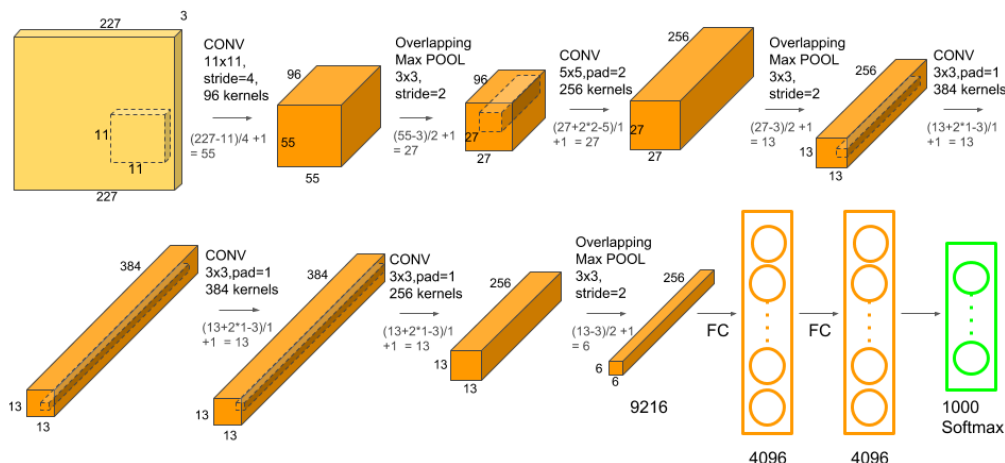 227
3
11
11
227
CONV
11x11,
stride=4,
96 kernels
(227-11)/4 +1
= 55
96
55
55
Overlapping
Max POOL
3x3,
stride=2
(55-3)/2 +1
= 27
96
27
27
CONV
5x5,pad=2
256 kernels
(27+2*2-5)/1
+1 = 27
256
27
27
Overlapping
Max POOL
3x3,
stride=2
(27-3)/2 +1
= 13
256
13
13
CONV
3x3,pad=1
384 kernels
(13+2*1-3)/1
+1 = 13
384
13
13
CONV
3x3,pad=1
384 kernels
(13+2*1-3)/1
+1 = 13
384
13
13
CONV
3x3,pad=1
256 kernels
(13+2*1-3)/1
+1 = 13
256
13
13
Overlapping
Max POOL
3x3,
stride=2
(13-3)/2 +1
= 6
256
6
6
9216
FC
4096
FC
4096
1000
Softmax